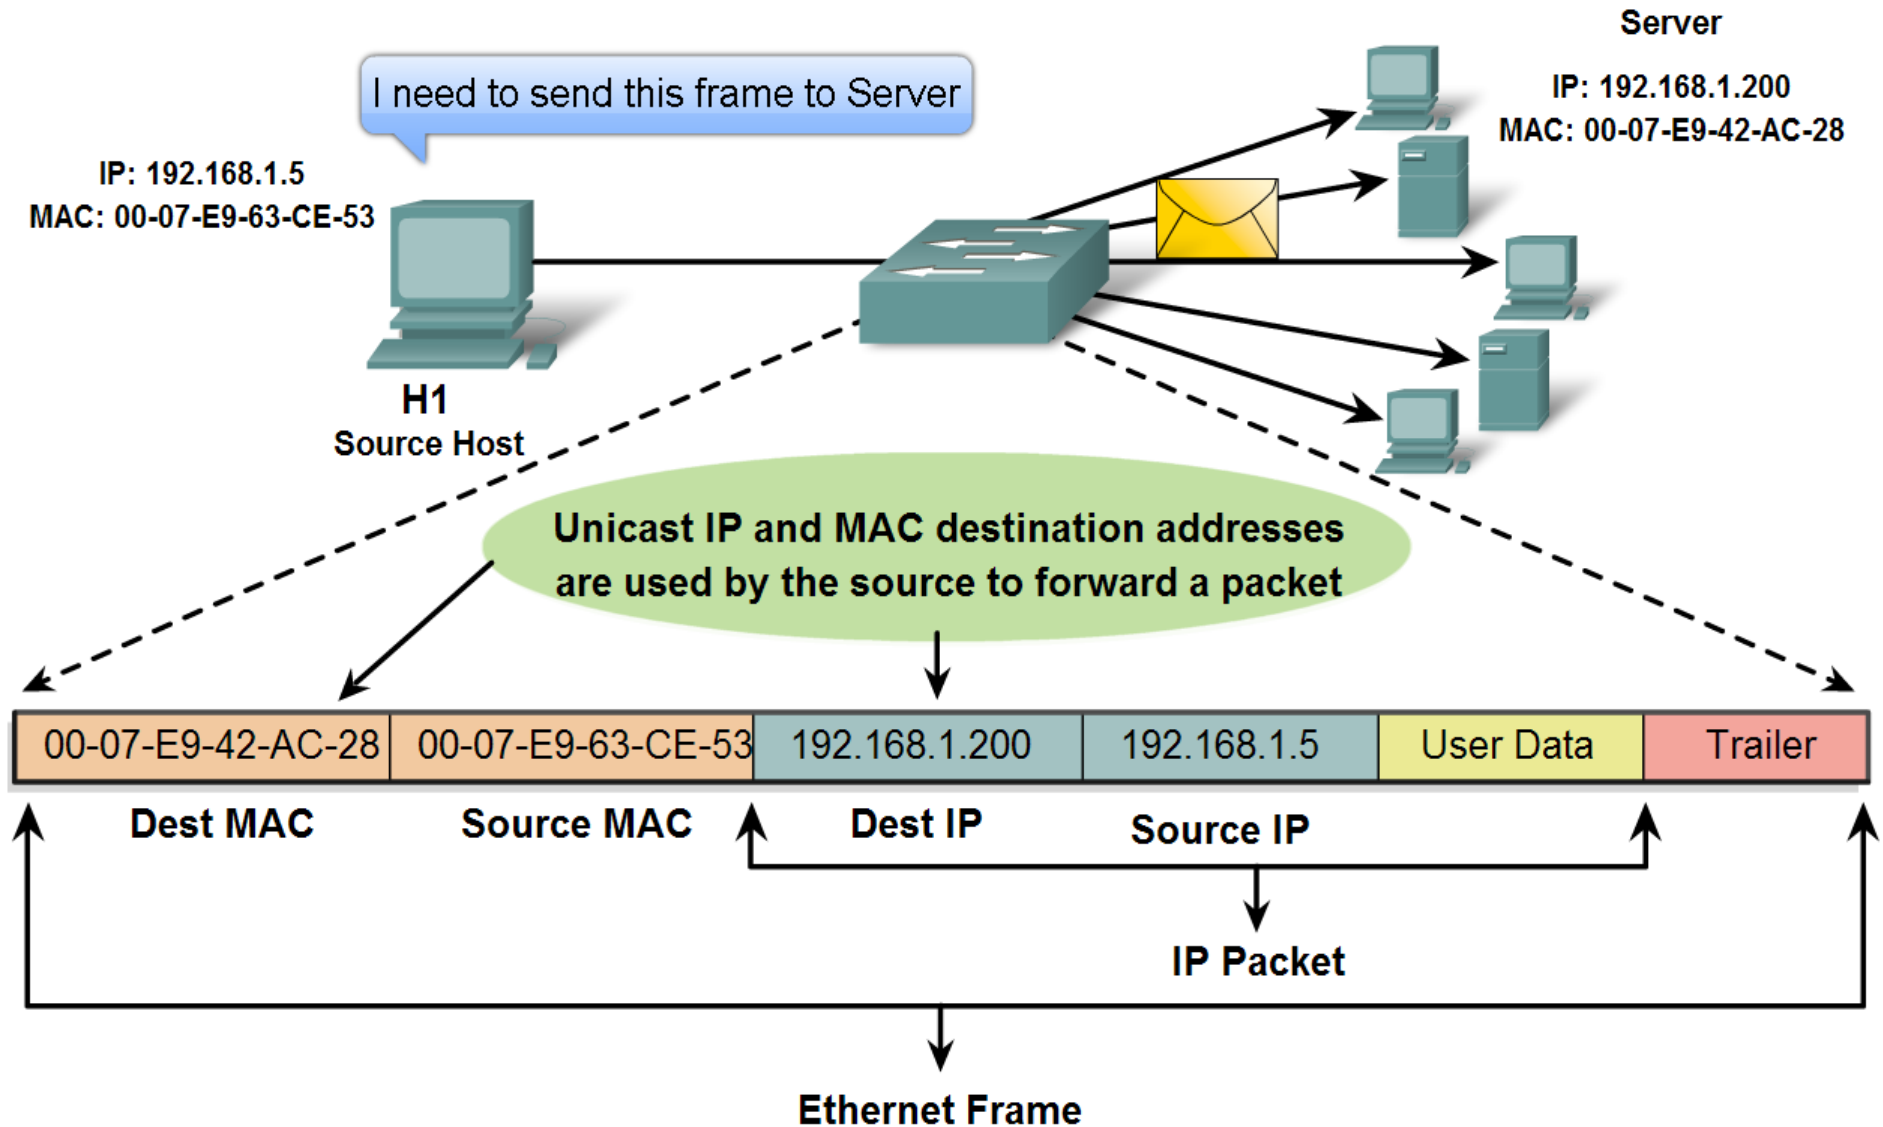 Server
IP: 192.168.1.200
MAC: 00-07-E9-42-AC-28
I need to send this frame to Server
IP: 192.168.1.5
MAC: 00-07-E9-63-CE-53
H1
Source Host
Unicast IP and MAC destination addresses
are used by the source to forward a packet
00-07-E9-42-AC-28 00-07-E9-63-CE-53 192.168.1.200 192.168.1.5 User Data Trailer
Dest MAC Source MAC Dest IP Source IP
IP Packet
Ethernet Frame